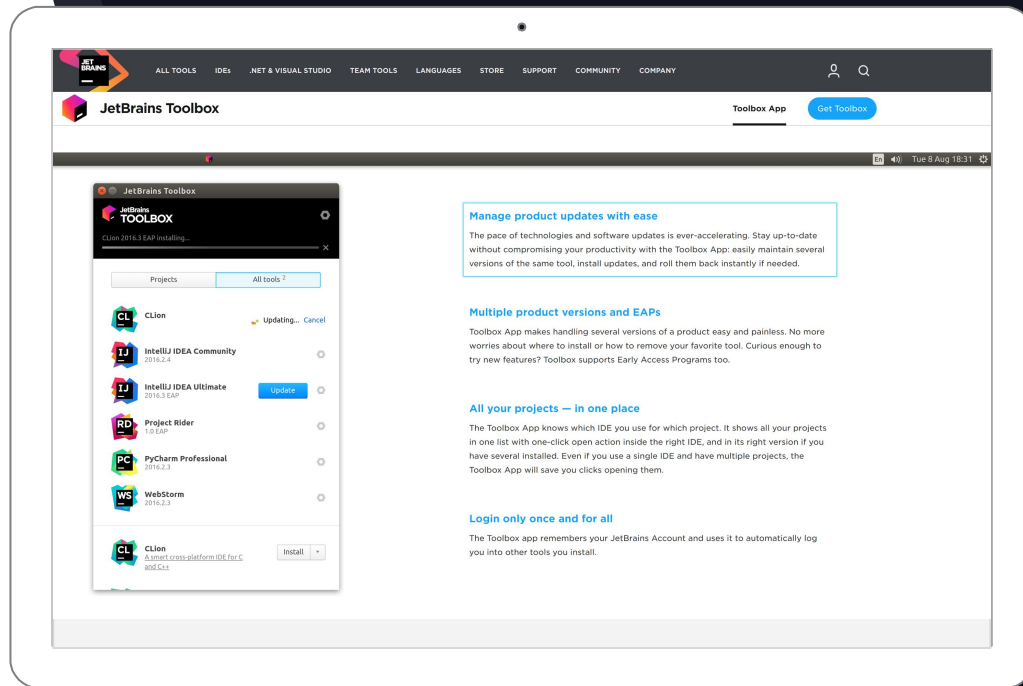 JET
BRAINS
ALL TOOLS IDEs .NET & VISUAL STUDIO TEAM TOOLS LANGUAGES STORE SUPPORT COMMUNITY COMPANY
JetBrains Toolbox
Toolbox App
Get Toolbox
En Tue 8 Aug 18:31
JetBrains Toolbox
JetBrains
TOOLBOX
CLion 2016.3 EAP installing...
Projects
All tools 2
CL
CLion
Updating... Cancel
IJ
IntelliJ IDEA Community
2016.2.4
IJ
IntelliJ IDEA Ultimate
2016.3 EAP
Update
RD
Project Rider
1.0 EAP
PC
PyCharm Professional
2016.2.3
WS
WebStorm
2016.2.3
CL
CLion
A smart cross-platform IDE for C
and C++
Install
Manage product updates with ease
The pace of technologies and software updates is ever-accelerating. Stay up-to-date
without compromising your productivity with the Toolbox App: easily maintain several
versions of the same tool, install updates, and roll them back instantly if needed.
Multiple product versions and EAPs
Toolbox App makes handling several versions of a product easy and painless. No more
worries about where to install or how to remove your favorite tool. Curious enough to
try new features? Toolbox supports Early Access Programs too.
All your projects — in one place
The Toolbox App knows which IDE you use for which project. It shows all your projects
in one list with one-click open action inside the right IDE, and in its right version if you
have several installed. Even if you use a single IDE and have multiple projects, the
Toolbox App will save you clicks opening them.
Login only once and for all
The Toolbox app remembers your JetBrains Account and uses it to automatically log
you into other tools you install.